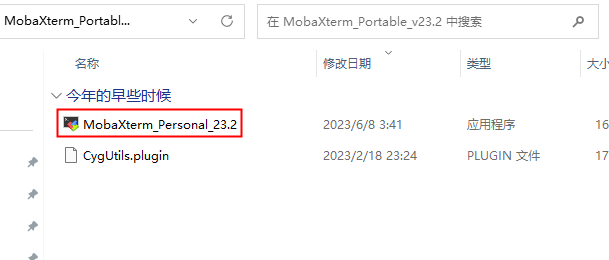 MobaXterm_Portabl...
在 MobaXterm_Portable_v23.2 中搜索
名称 修改日期 类型 大小
今年的早些时候
MobaXterm_Personal_23.2 2023/6/8 3:41 应用程序 16
CygUtils.plugin 2023/2/18 23:24 PLUGIN 文件 17